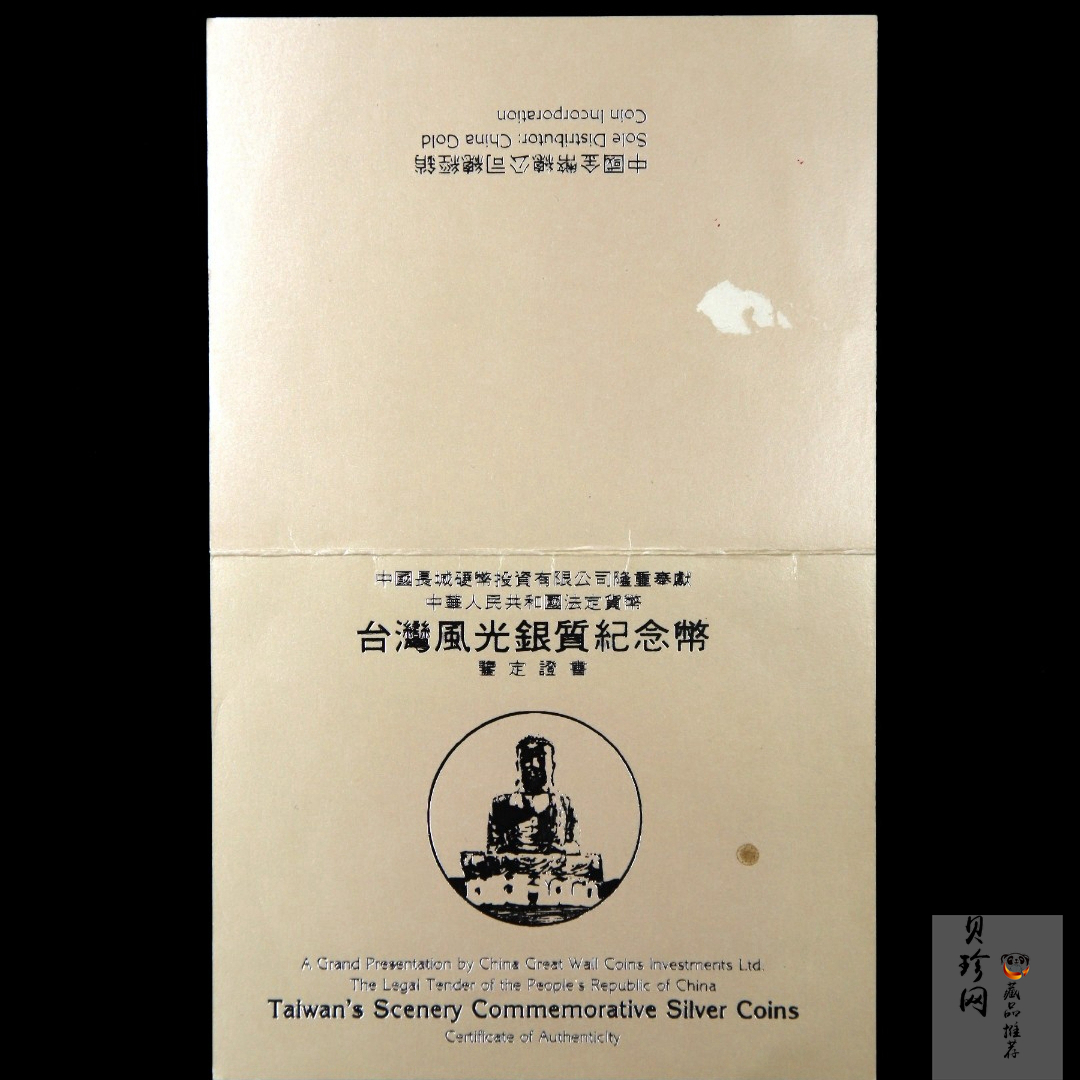 中國金幣總公司總經銷
Sole Distributor: China Gold
Coin Incorporation
中國長城硬幣投資有限公司隆重奉獻
中華人民共和國法定貨幣
台灣風光銀質紀念幣
鑒定證書
A Grand Presentation by China Great Wall Coins Investments Ltd.
The Legal Tender of the People's Republic of China
Taiwan's Scenery Commemorative Silver Coins
Certificate of Authenticity
贝珍网
藏品推荐